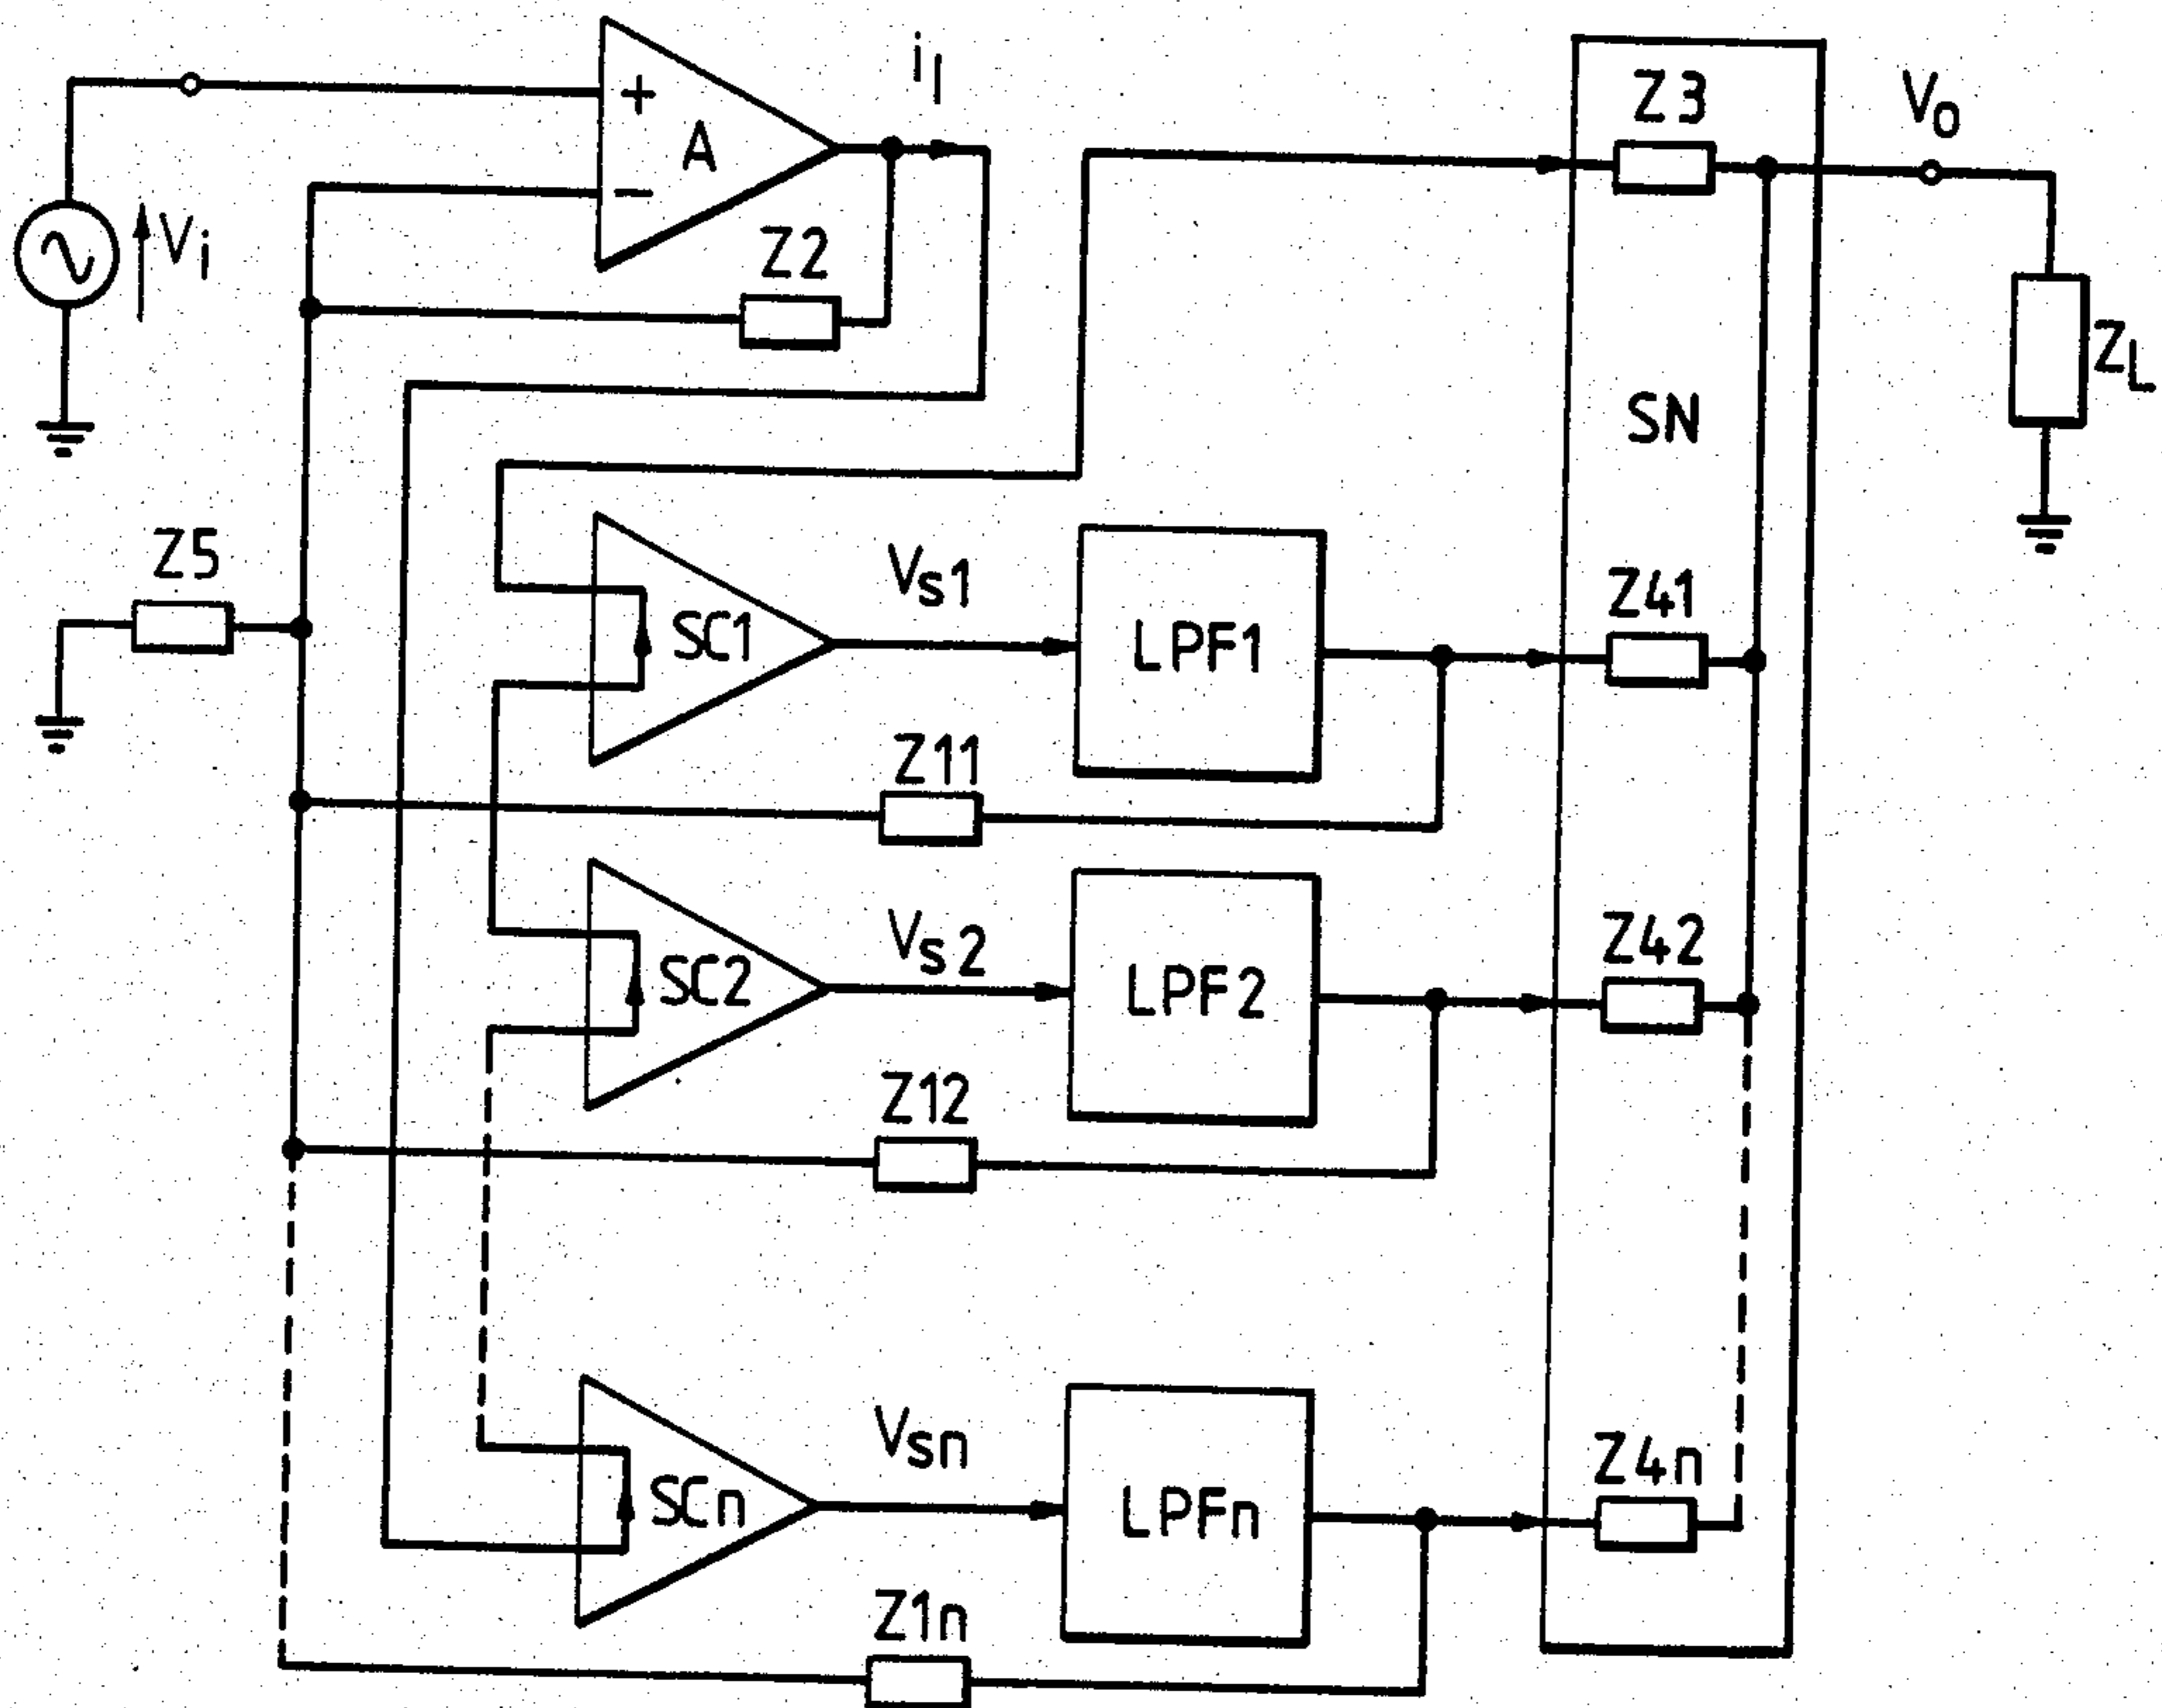 i1
Z3
Vo
+
A
-
Z2
Vi
ZL
SN
Z5
Vs1
Z41
SC1
LPF1
Z11
Vs2
Z42
SC2
LPF2
Z12
Vsn
Z4n
SCn
LPFn
Z1n